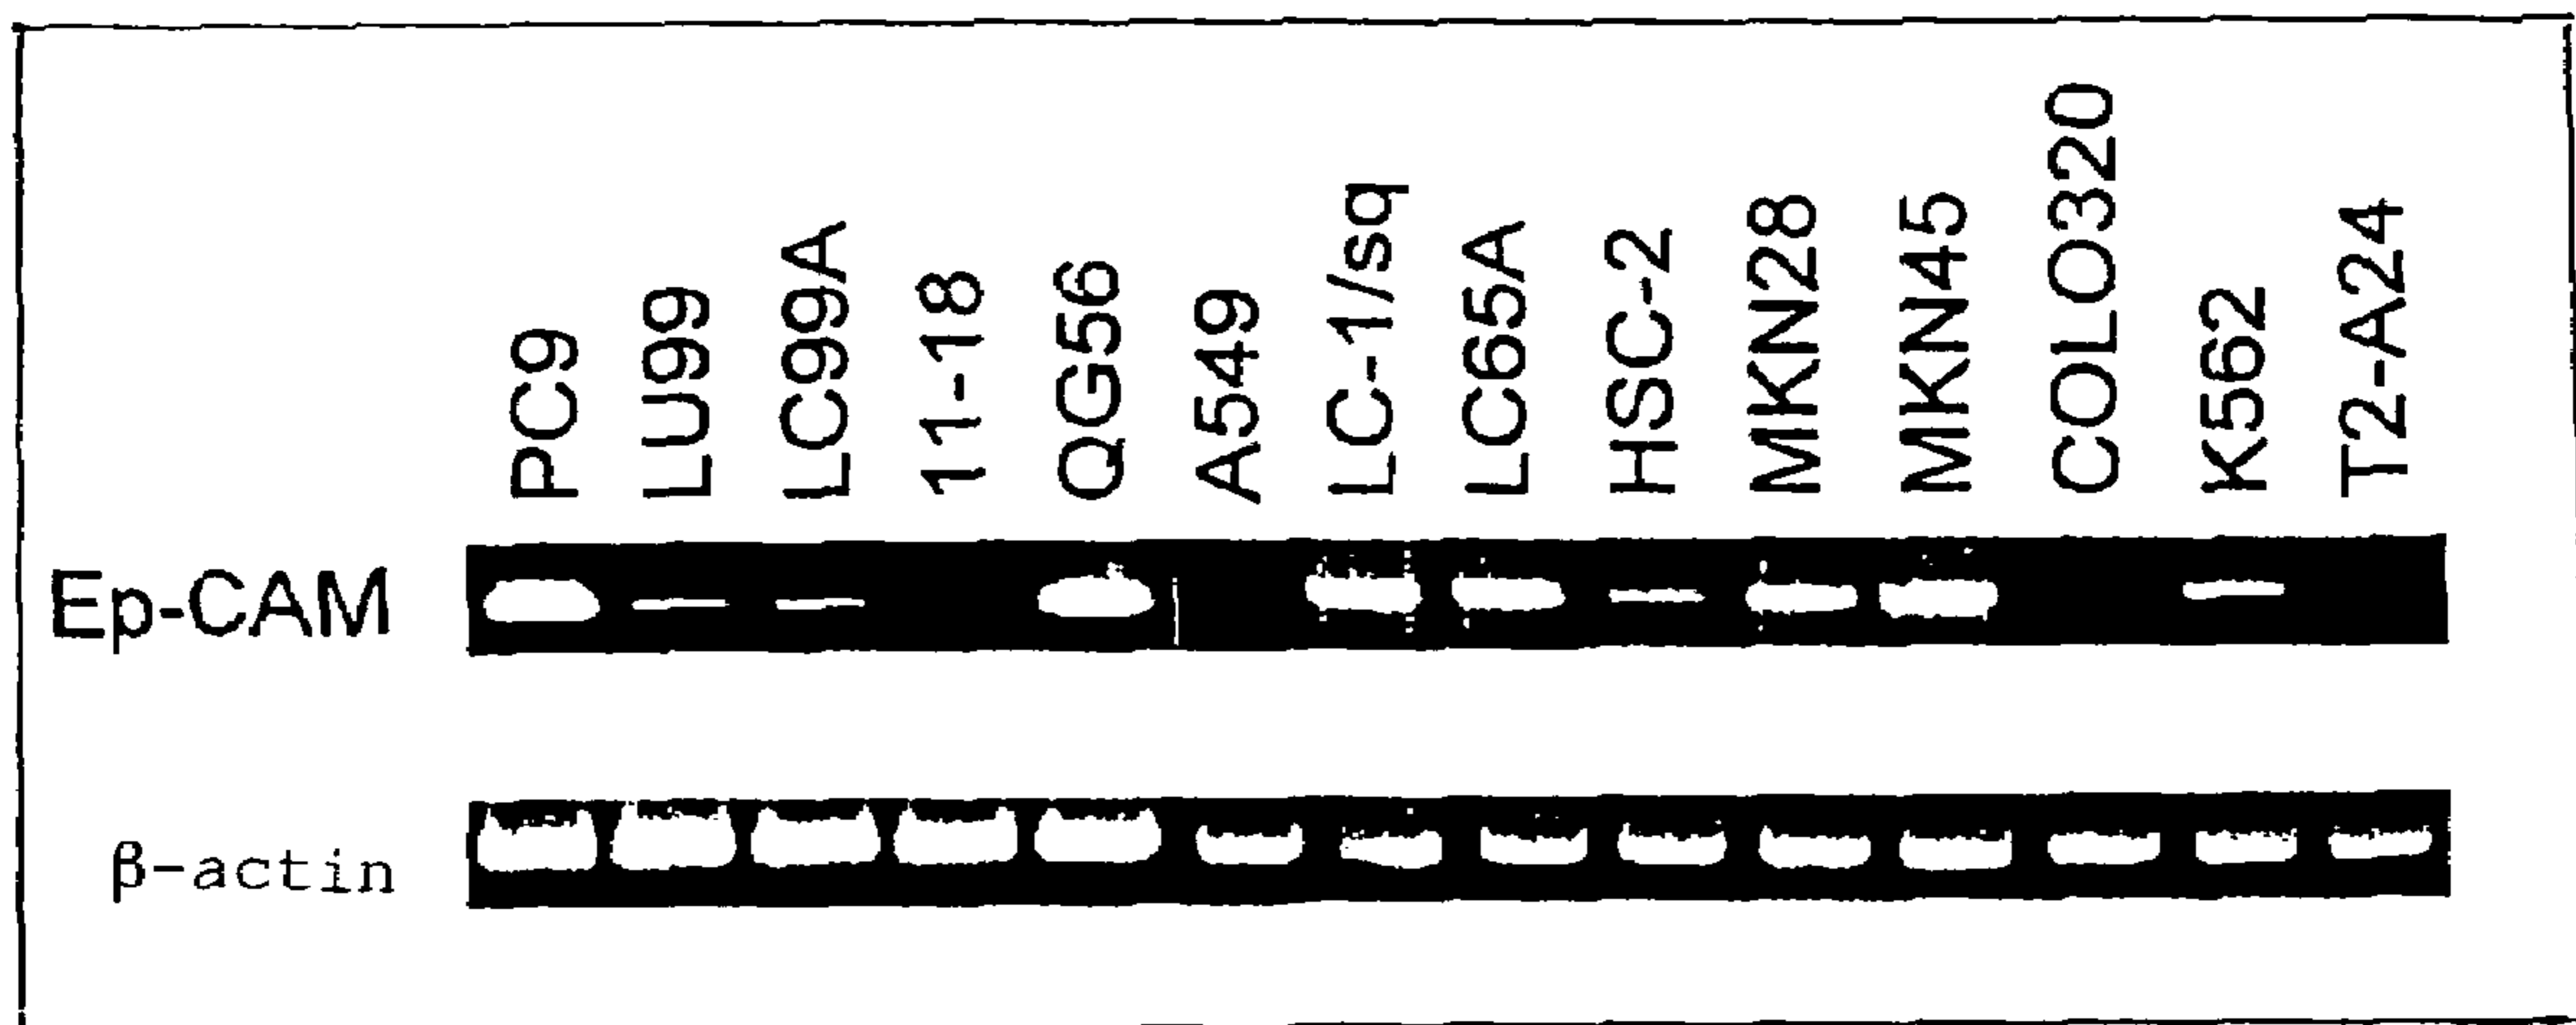 PC9
LU99
LC99A
11-18
QG56
A549
LC-1/sq
LC65A
HSC-2
MKN28
MKN45
COLO320
K562
T2-A24
Ep-CAM
β-actin